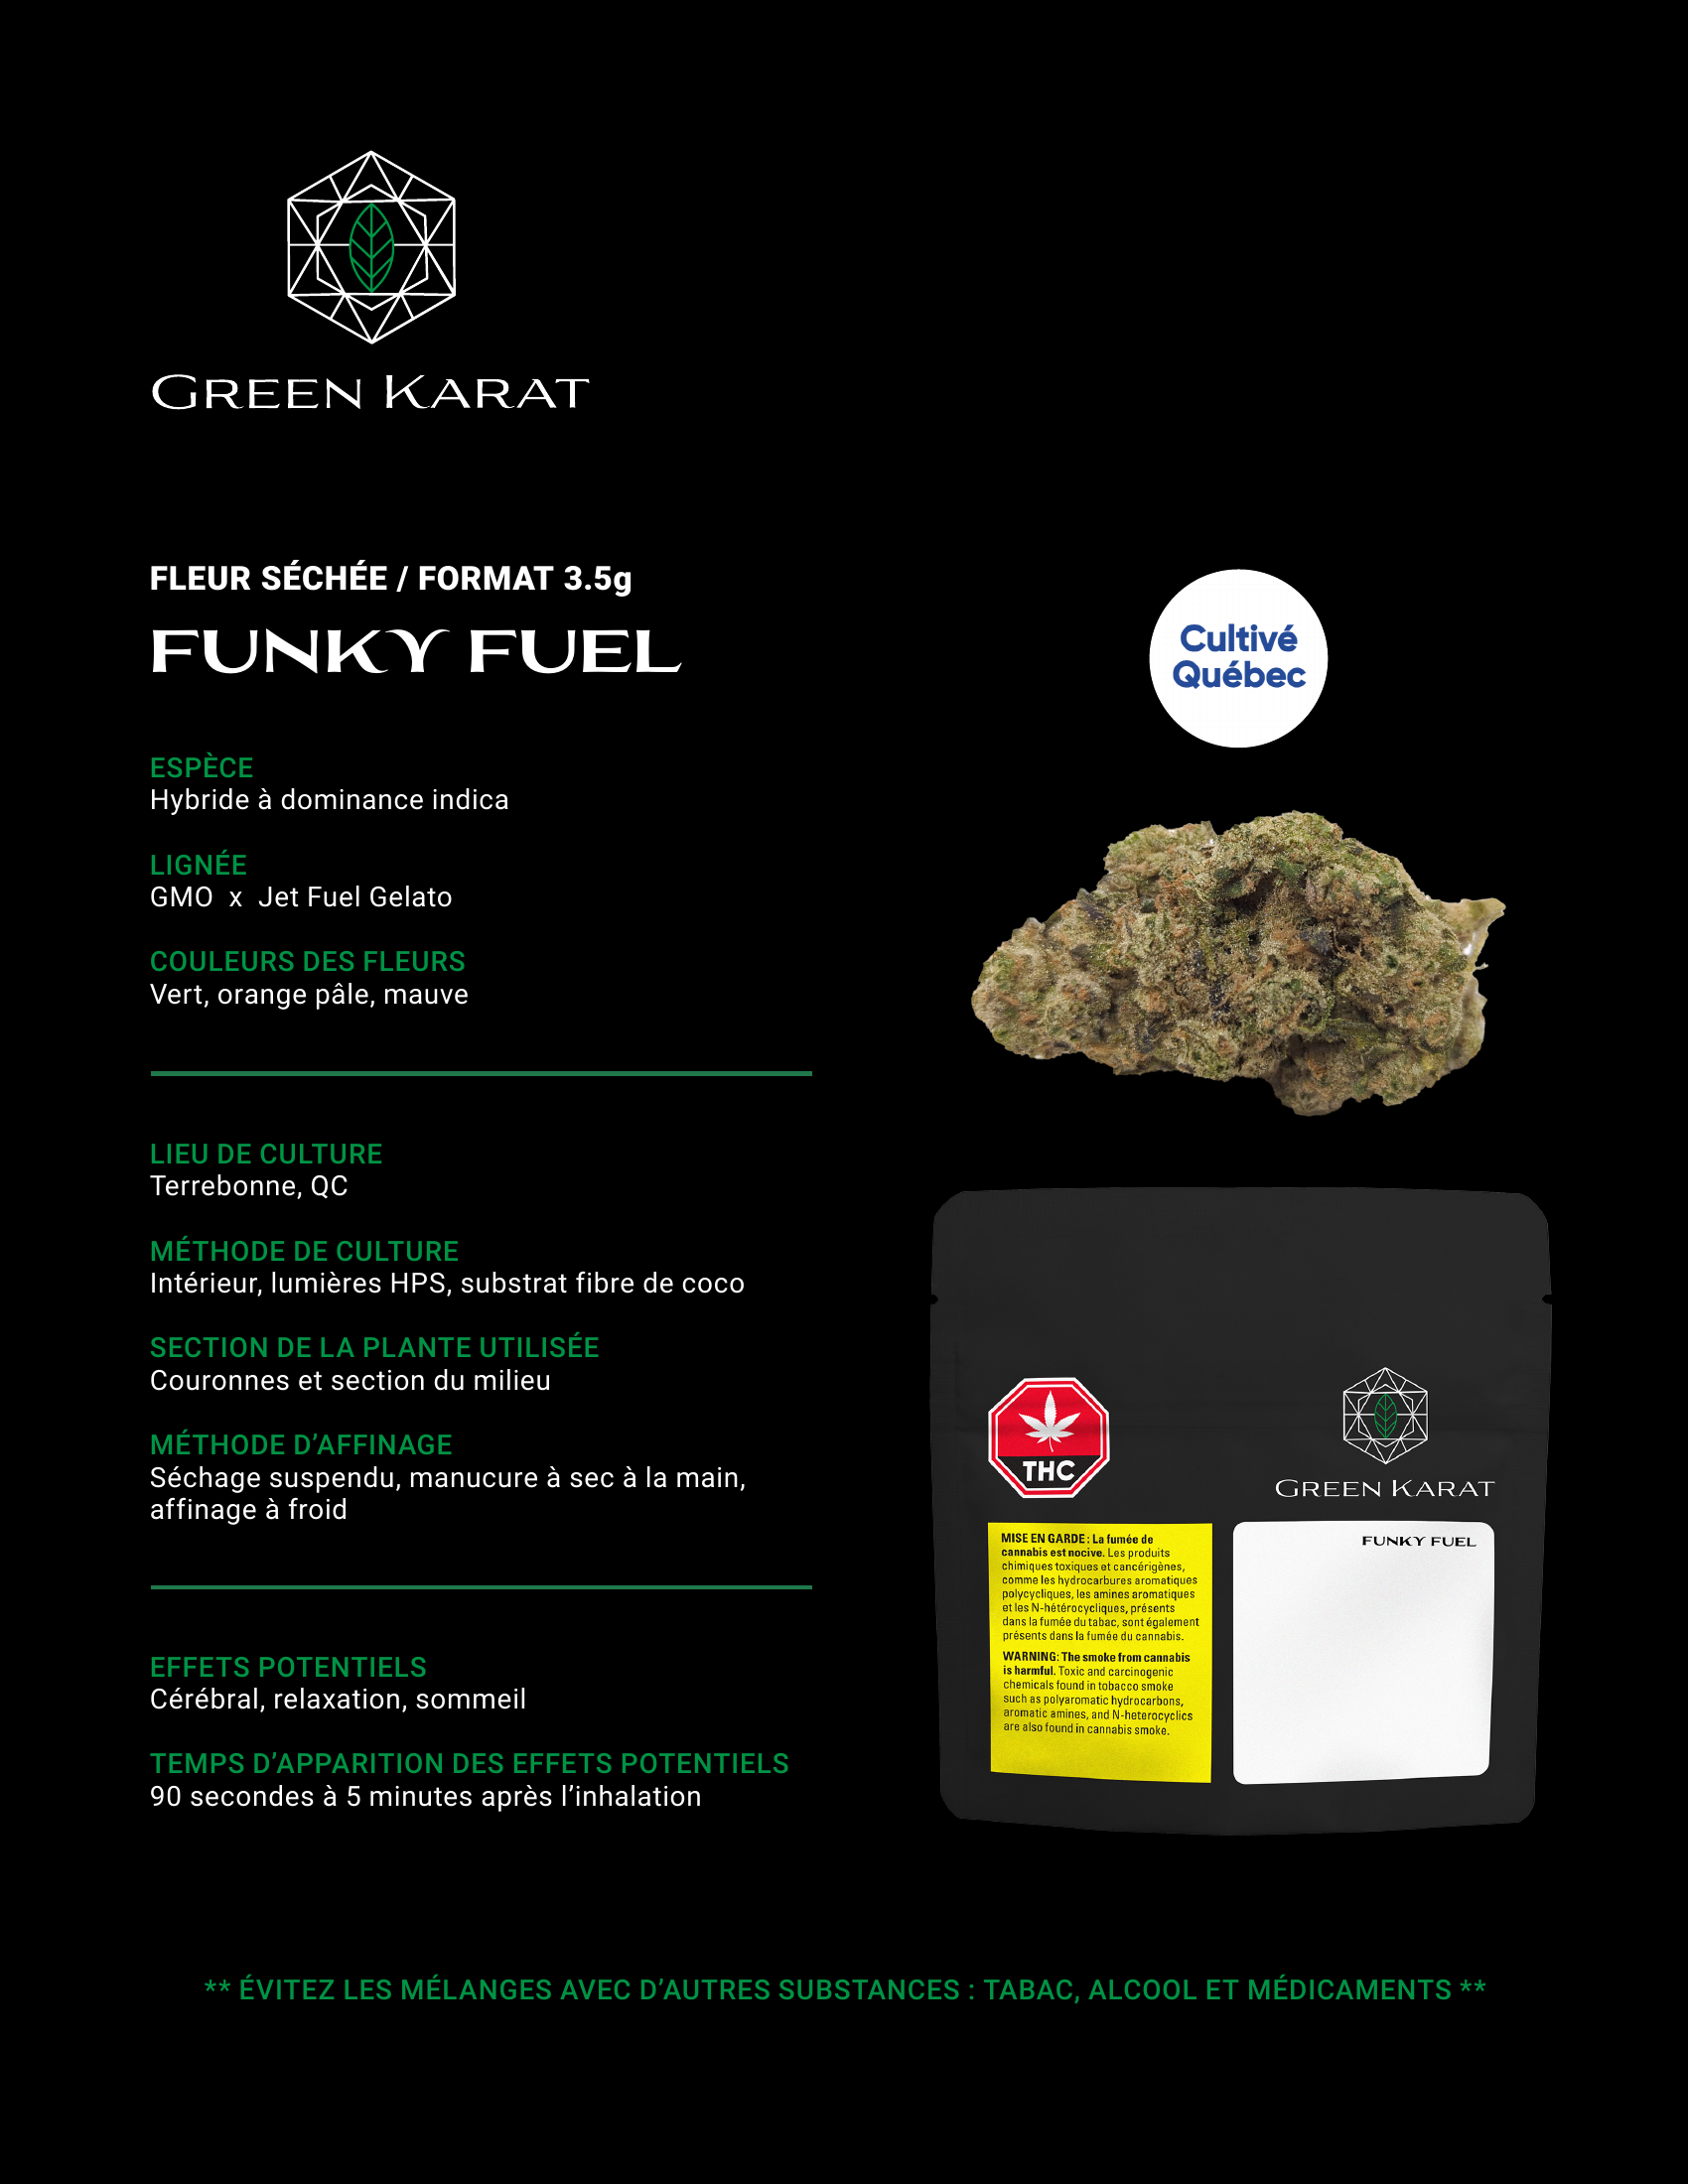 GREEN KARAT
FLEUR SÉCHÉE / FORMAT 3.5g
FUNKY FUEL
Cultivé
Québec
ESPÈCE
Hybride à dominance indica
LIGNÉE
GMO x Jet Fuel Gelato
COULEURS DES FLEURS
Vert, orange pâle, mauve
LIEU DE CULTURE
Terrebonne, QC
MÉTHODE DE CULTURE
Intérieur, lumières HPS, substrat fibre de coco
SECTION DE LA PLANTE UTILISÉE
Couronnes et section du milieu
MÉTHODE D’AFFINAGE
Séchage suspendu, manucure à sec à la main,
affinage à froid
EFFETS POTENTIELS
Cérébral, relaxation, sommeil
TEMPS D’APPARITION DES EFFETS POTENTIELS
90 secondes à 5 minutes après l’inhalation
THC
GREEN KARAT
MISE EN GARDE : La fumée de
cannabis est nocive. Les produits
chimiques toxiques et cancérigènes,
comme les hydrocarbures aromatiques
polycycliques, les amines aromatiques
et les N-hétérocycliques, présents
dans la fumée du tabac, sont également
présents dans la fumée du cannabis.
WARNING: The smoke from cannabis
is harmful. Toxic and carcinogenic
chemicals found in tobacco smoke
such as polyaromatic hydrocarbons,
aromatic amines, and N-heterocyclics
are also found in cannabis smoke.
FUNKY FUEL
** ÉVITEZ LES MÉLANGES AVEC D’AUTRES SUBSTANCES : TABAC, ALCOOL ET MÉDICAMENTS **